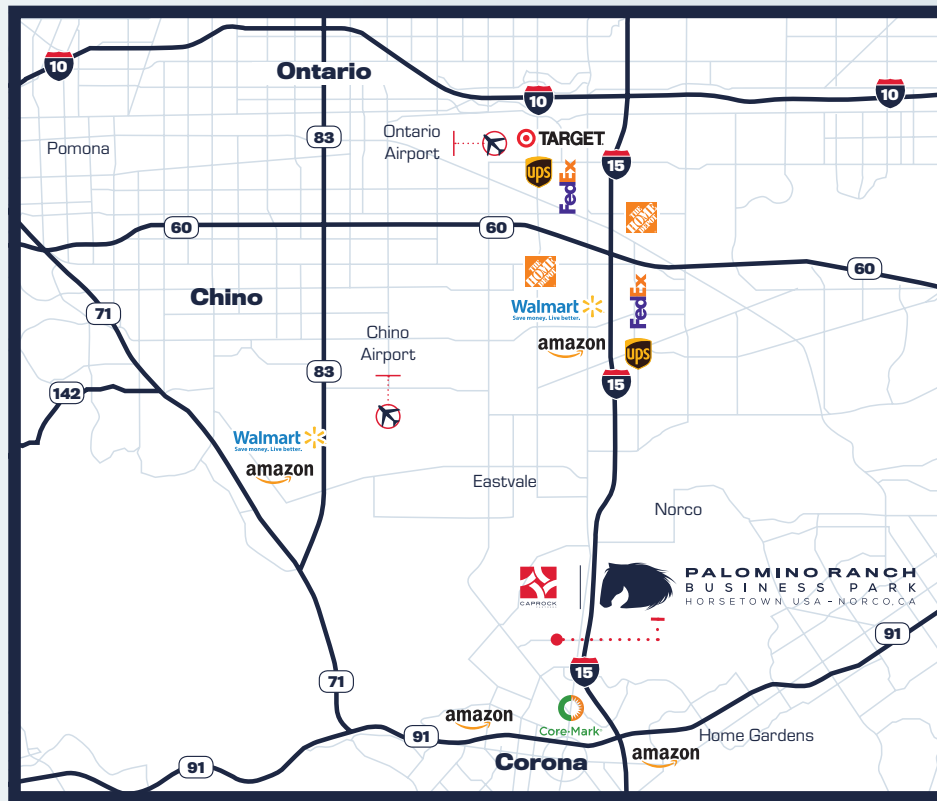 10
Ontario
10
10
83
Ontario
Airport
TARGET
Pomona
15
ups
FedEx
THE HOME DEPOT
60
60
60
THE HOME DEPOT
Chino
Walmart
Save money. Live better.
FedEx
71
Chino
Airport
amazon
ups
83
15
142
Walmart
Save money. Live better.
amazon
Eastvale
Norco
CAPROCK
PALOMINO RANCH
BUSINESS PARK
HORSETOWN USA - NORCO, CA
91
15
71
amazon
Core-Mark
91
Home Gardens
amazon
Corona
91